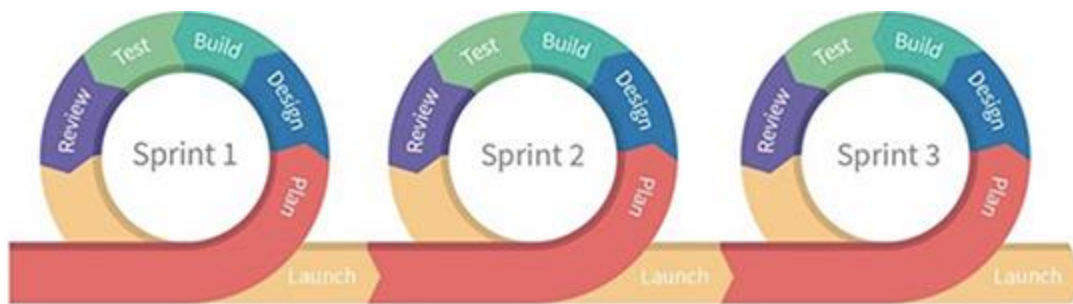 Plan
Design
Build
Test
Review
Sprint 1
Launch
Plan
Design
Build
Test
Review
Sprint 2
Launch
Plan
Design
Build
Test
Review
Sprint 3
Launch